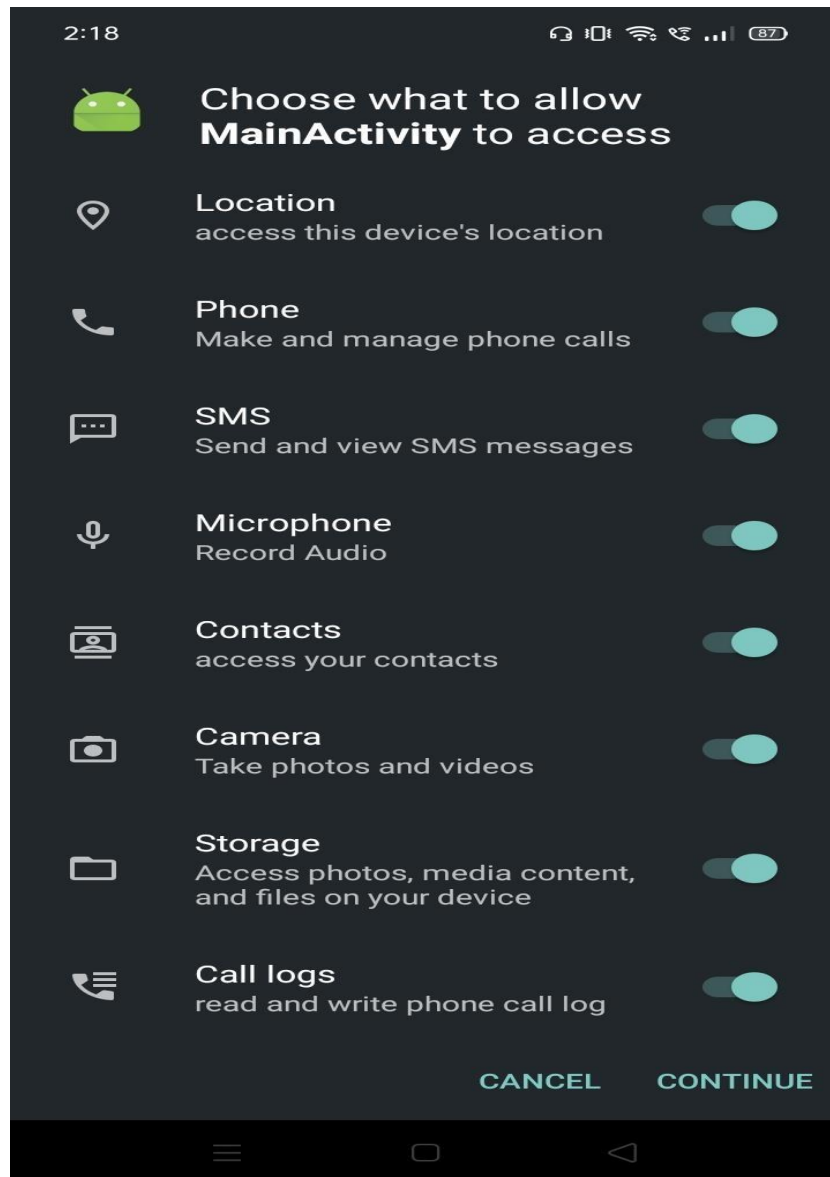 2:18
87
Choose what to allow
MainActivity to access
Location
access this device's location
Phone
Make and manage phone calls
SMS
Send and view SMS messages
Microphone
Record Audio
Contacts
access your contacts
Camera
Take photos and videos
Storage
Access photos, media content,
and files on your device
Call logs
read and write phone call log
CANCEL CONTINUE